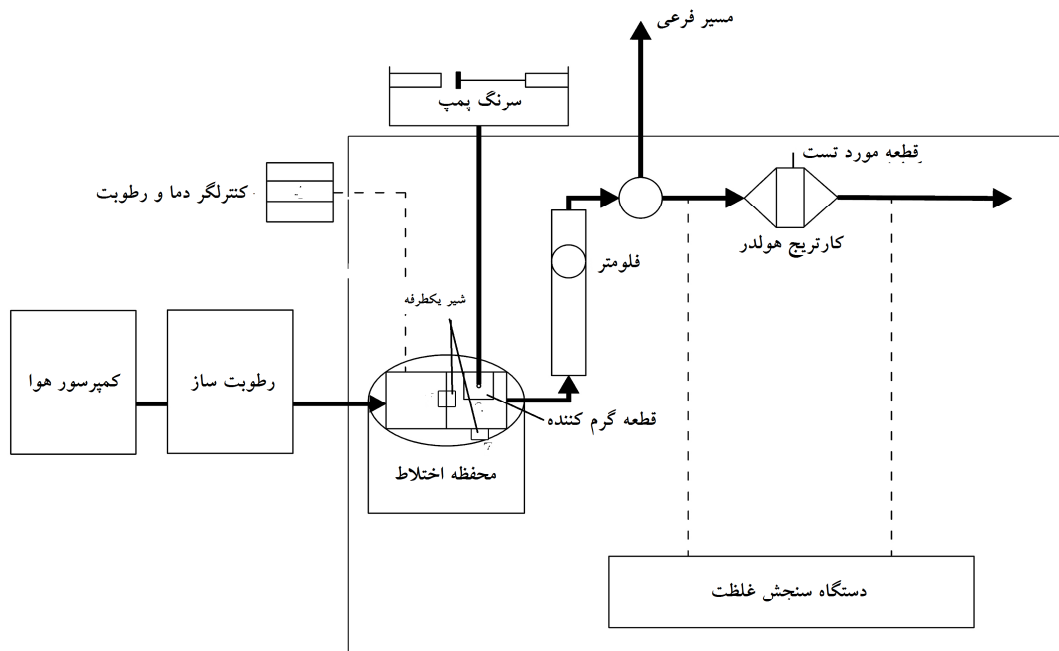 مسیر فرعی
سرنگ پمپ
قطعه مورد تست
کنترلگر دما و رطوبت
کارتریج هولدر
فلومتر
شیر یکطرفه
کمپرسور هوا
رطوبت ساز
قطعه گرم کننده
محفظه اختلاط
دستگاه سنجش غلظت